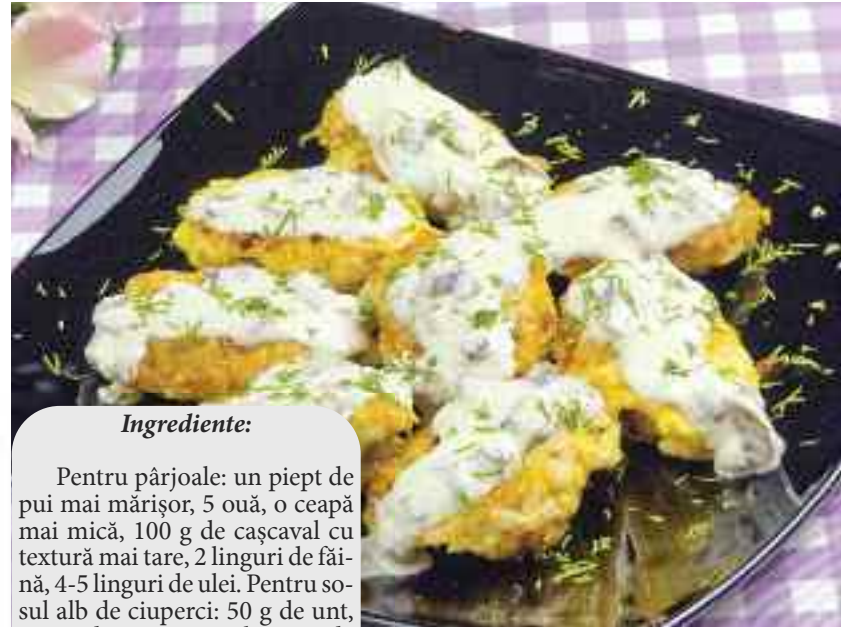 Ingrediente:
Pentru pârjoale: un piept de
pui mai mărişor, 5 ouă, o ceapă
mai mică, 100 g de caşcaval cu
textură mai tare, 2 linguri de făi-
nă, 4-5 linguri de ulei. Pentru so-
sul alb de ciuperci: 50 g de unt,